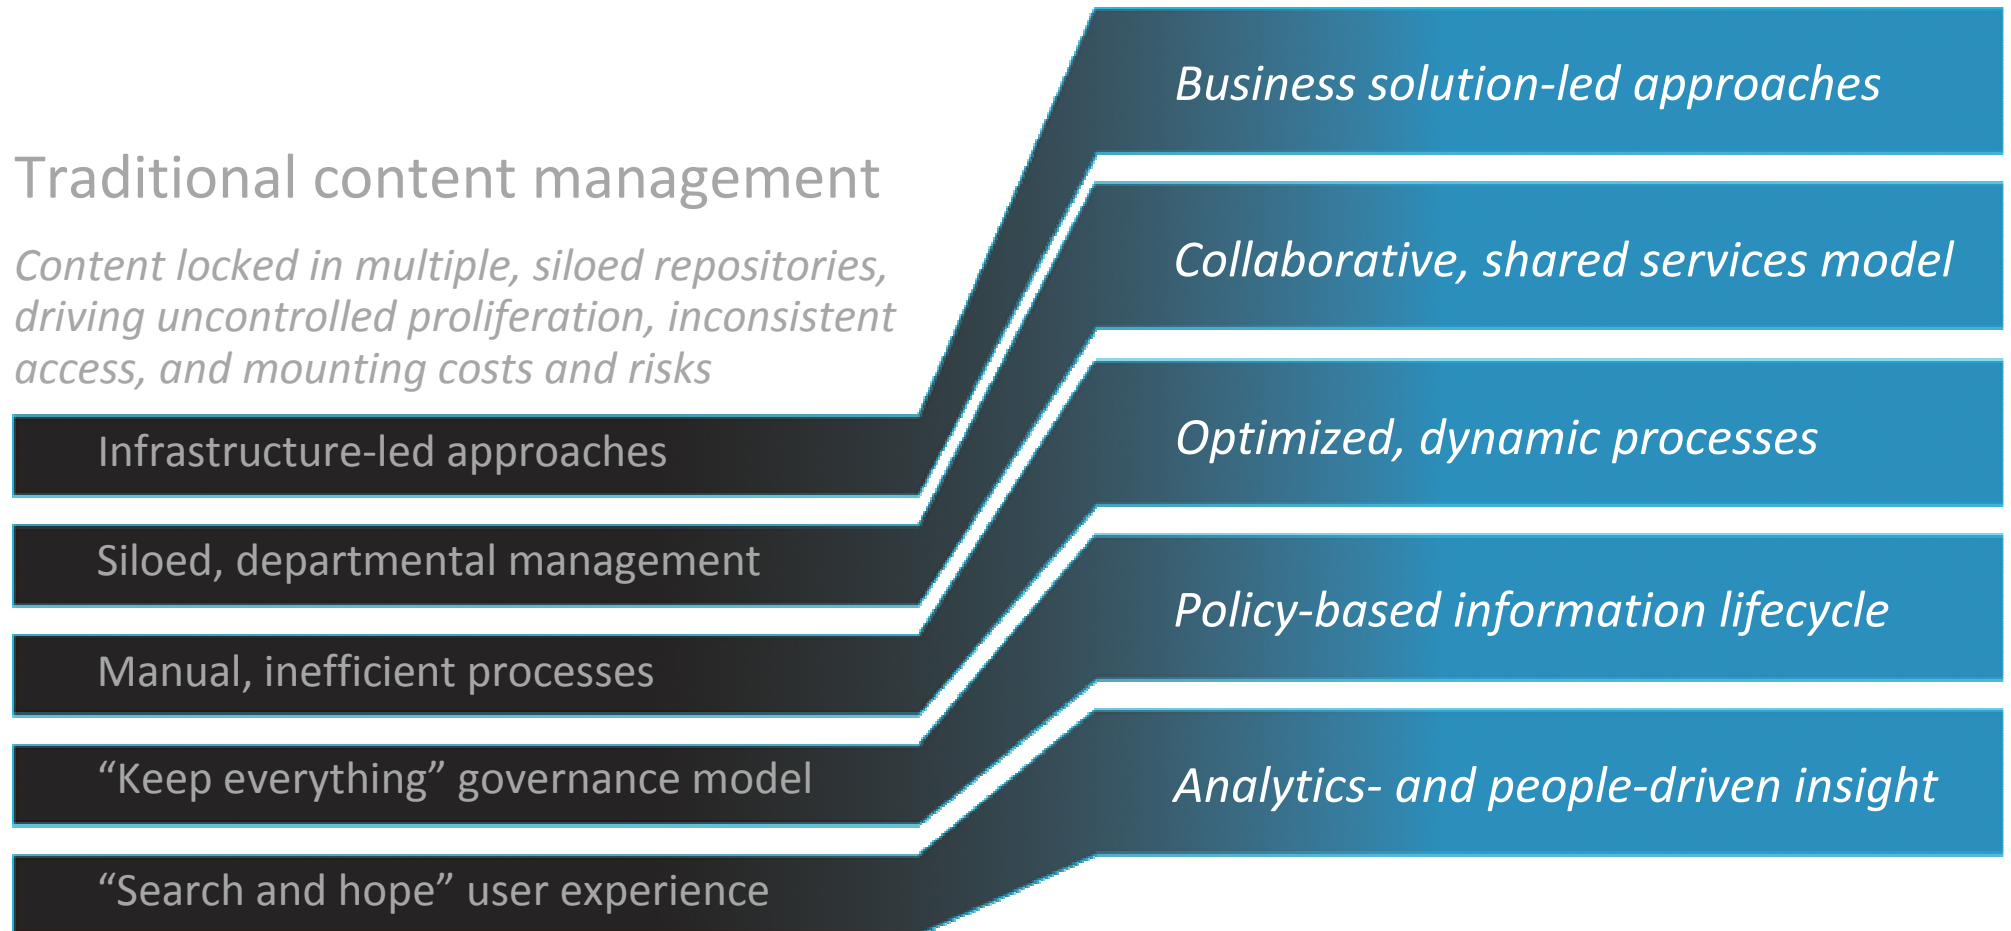 Traditional content management
Content locked in multiple, siloed repositories,
driving uncontrolled proliferation, inconsistent
access, and mounting costs and risks
Infrastructure-led approaches
Siloed, departmental management
Manual, inefficient processes
“Keep everything” governance model
“Search and hope” user experience
Business solution-led approaches
Collaborative, shared services model
Optimized, dynamic processes
Policy-based information lifecycle
Analytics- and people-driven insight